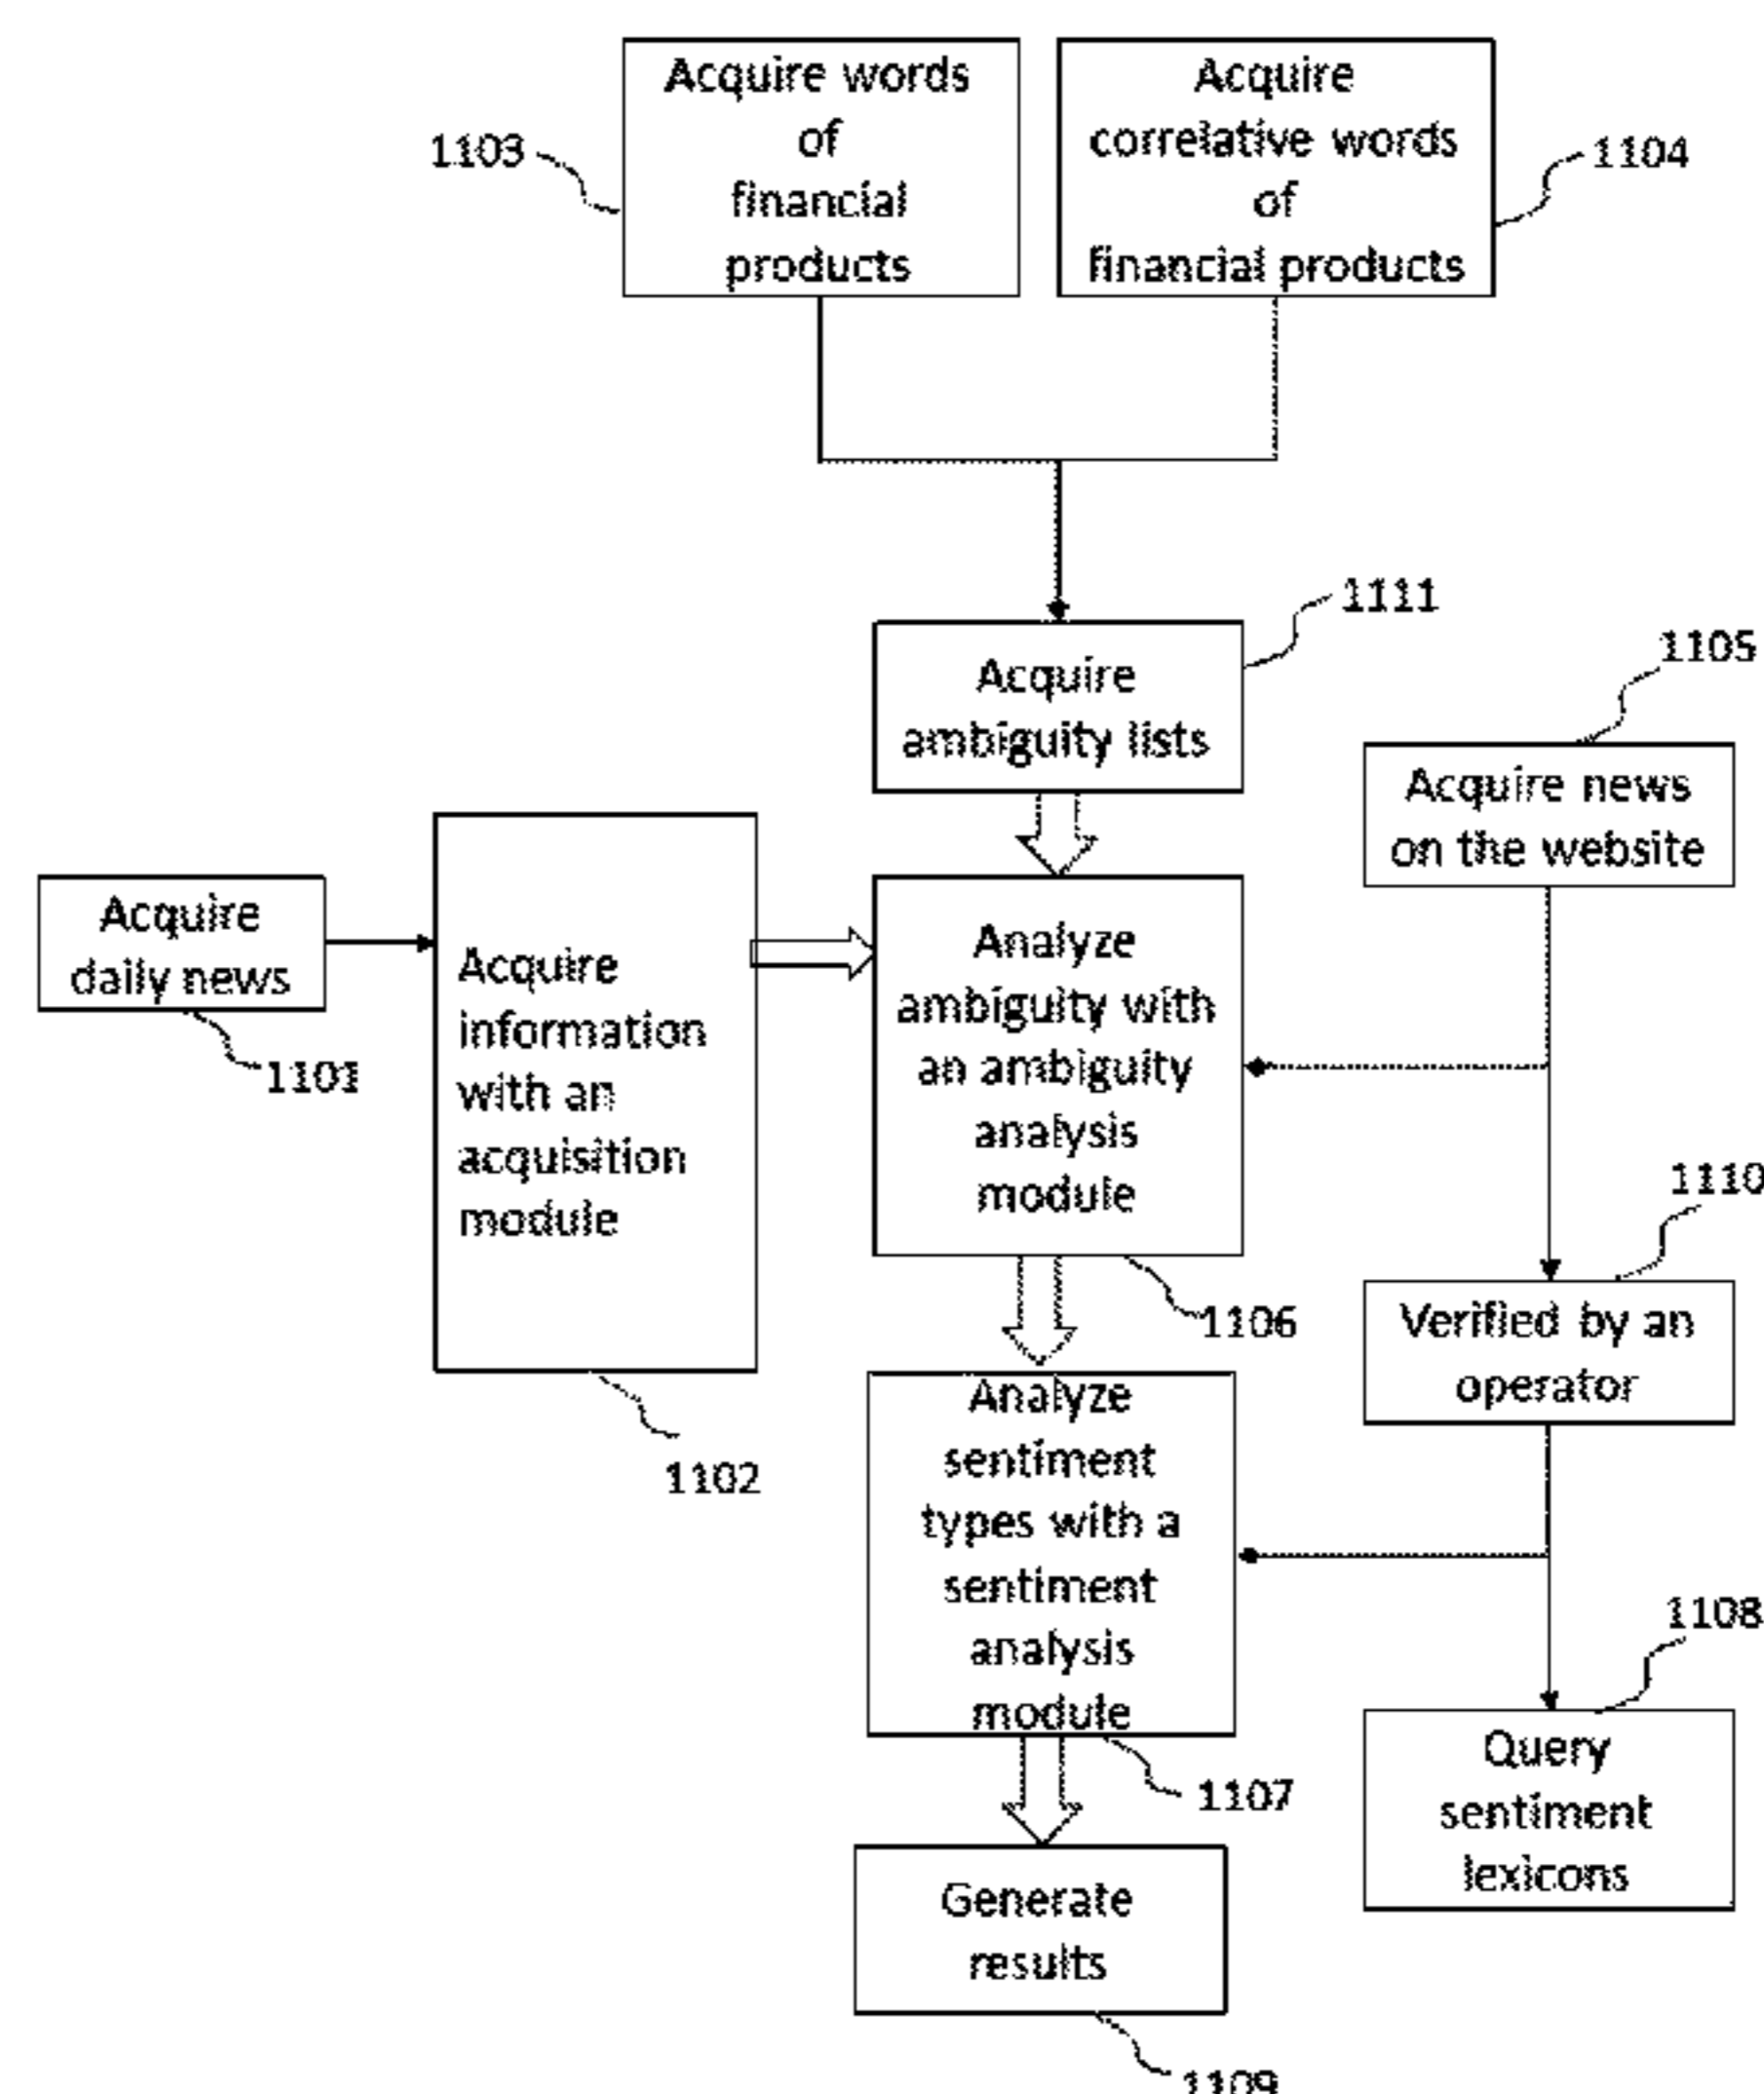 Acquire words
of
financial
products
1103
Acquire
correlative words
of
financial products
1104
Acquire
ambiguity lists
1111
Acquire news
on the website
1105
Acquire
daily news
1101
Acquire
information
with an
acquisition
module
1102
Analyze
ambiguity with
an ambiguity
analysis
module
1106
Verified by an
operator
1110
Analyze
sentiment
types with a
sentiment
analysis
module
1107
Query
sentiment
lexicons
1108
Generate
results
1109